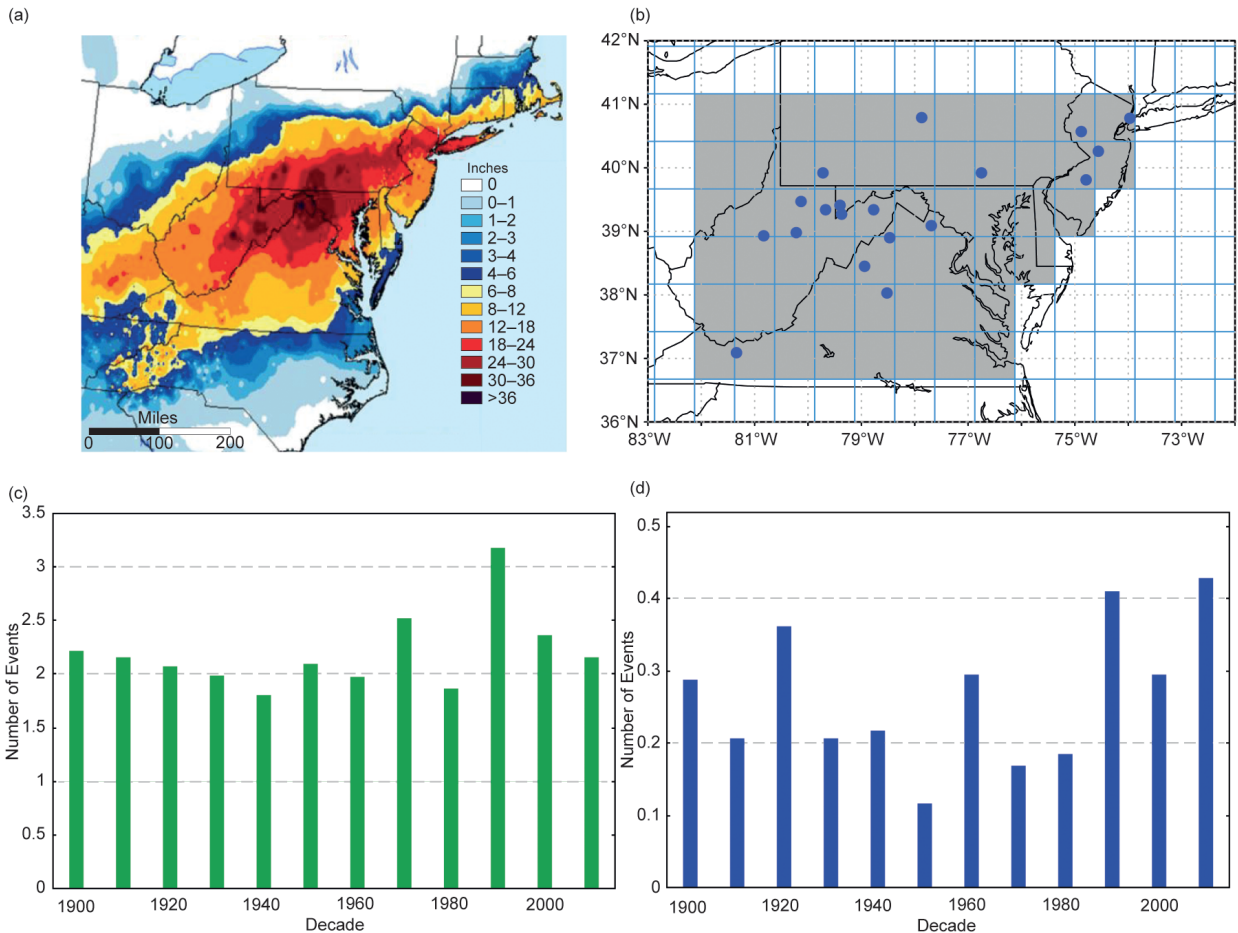 (a)
Inches
0
0–1
1–2
2–3
3–4
4–6
6–8
8–12
12–18
18–24
24–30
30–36
>36
Miles
0 100 200
(b)
42°N
41°N
40°N
39°N
38°N
37°N
36°N
83°W 81°W 79°W 77°W 75°W 73°W
(c)
3.5
3
2.5
2
1.5
1
0.5
0
Number of Events
1900 1920 1940 1960 1980 2000
Decade
(d)
0.5
0.4
0.3
0.2
0.1
0
Number of Events
1900 1920 1940 1960 1980 2000
Decade